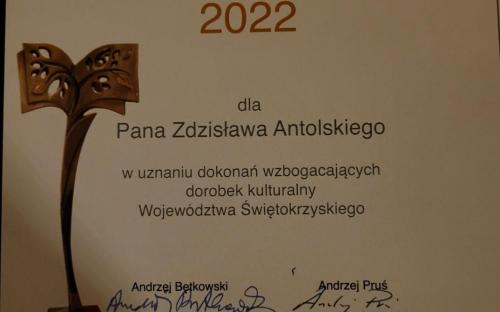 2022
dla
Pana Zdzisława Antolskiego
w uznaniu dokonań wzbogacających
dorobek kulturalny
Województwa Świętokrzyskiego
Andrzej Bętkowski Andrzej Pruś